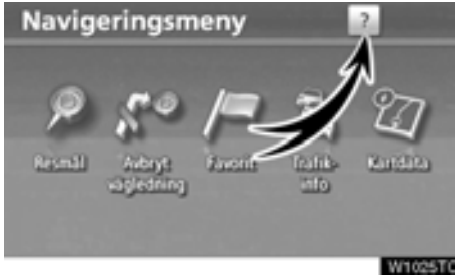 Navigeringsmeny ?
Resmål Avbryt Favorit Trafik- Kartdata
vägledning info
W1025TC